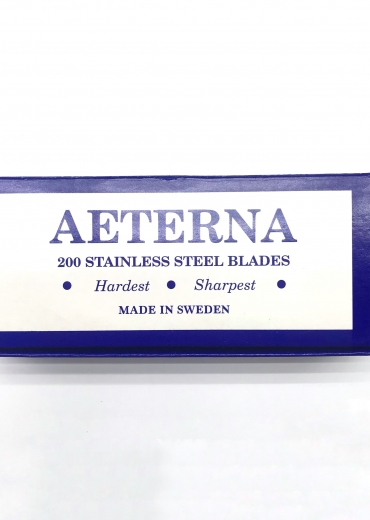 AETERNA
200 STAINLESS STEEL BLADES
• Hardest • Sharpest •
MADE IN SWEDEN